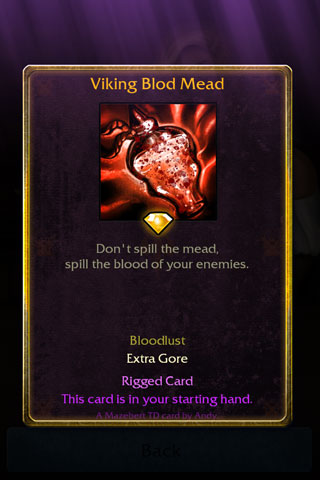 Viking Blod Mead
Don't spill the mead,
spill the blood of your enemies.
Bloodlust
Extra Gore
Rigged Card
This card is in your starting hand.
A Mazebert TD card by Andy
Back